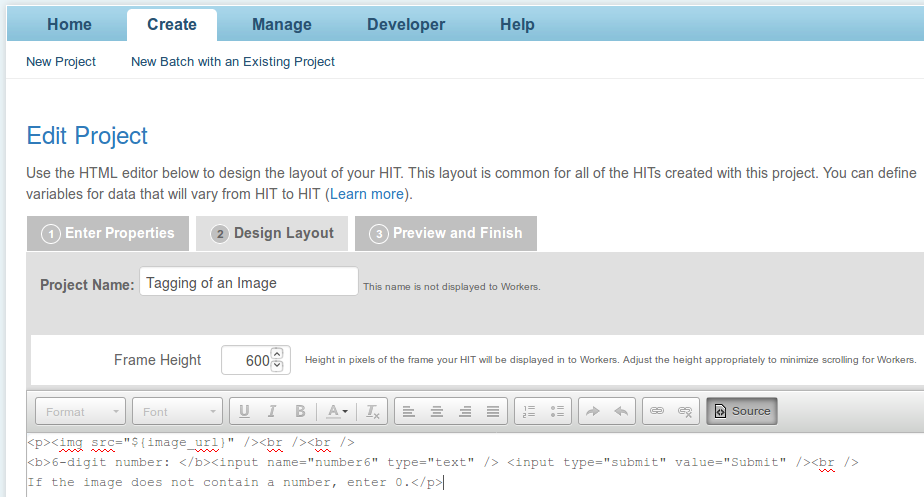 Home Create Manage Developer Help
New Project New Batch with an Existing Project
Edit Project
Use the HTML editor below to design the layout of your HIT. This layout is common for all of the HITs created with this project. You can define
variables for data that will vary from HIT to HIT (Learn more).
1 Enter Properties 2 Design Layout 3 Preview and Finish
Project Name: Tagging of an Image This name is not displayed to Workers.
Frame Height 600 Height in pixels of the frame your HIT will be displayed in to Workers. Adjust the height appropriately to minimize scrolling for Workers.
Format Font U I B A Tx Source
<p><img src="${image_url}" /><br /><br />
<b>6-digit number: </b><input name="number6" type="text" /> <input type="submit" value="Submit" /><br />
If the image does not contain a number, enter 0.</p>